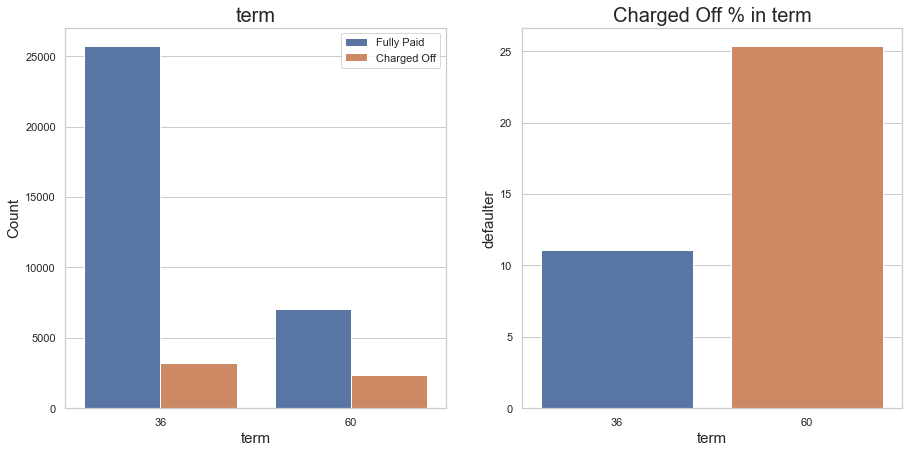 term
Count
25000
20000
15000
10000
5000
0
Fully Paid
Charged Off
36
60
term
Charged Off % in term
defaulter
25
20
15
10
5
0
36
60
term